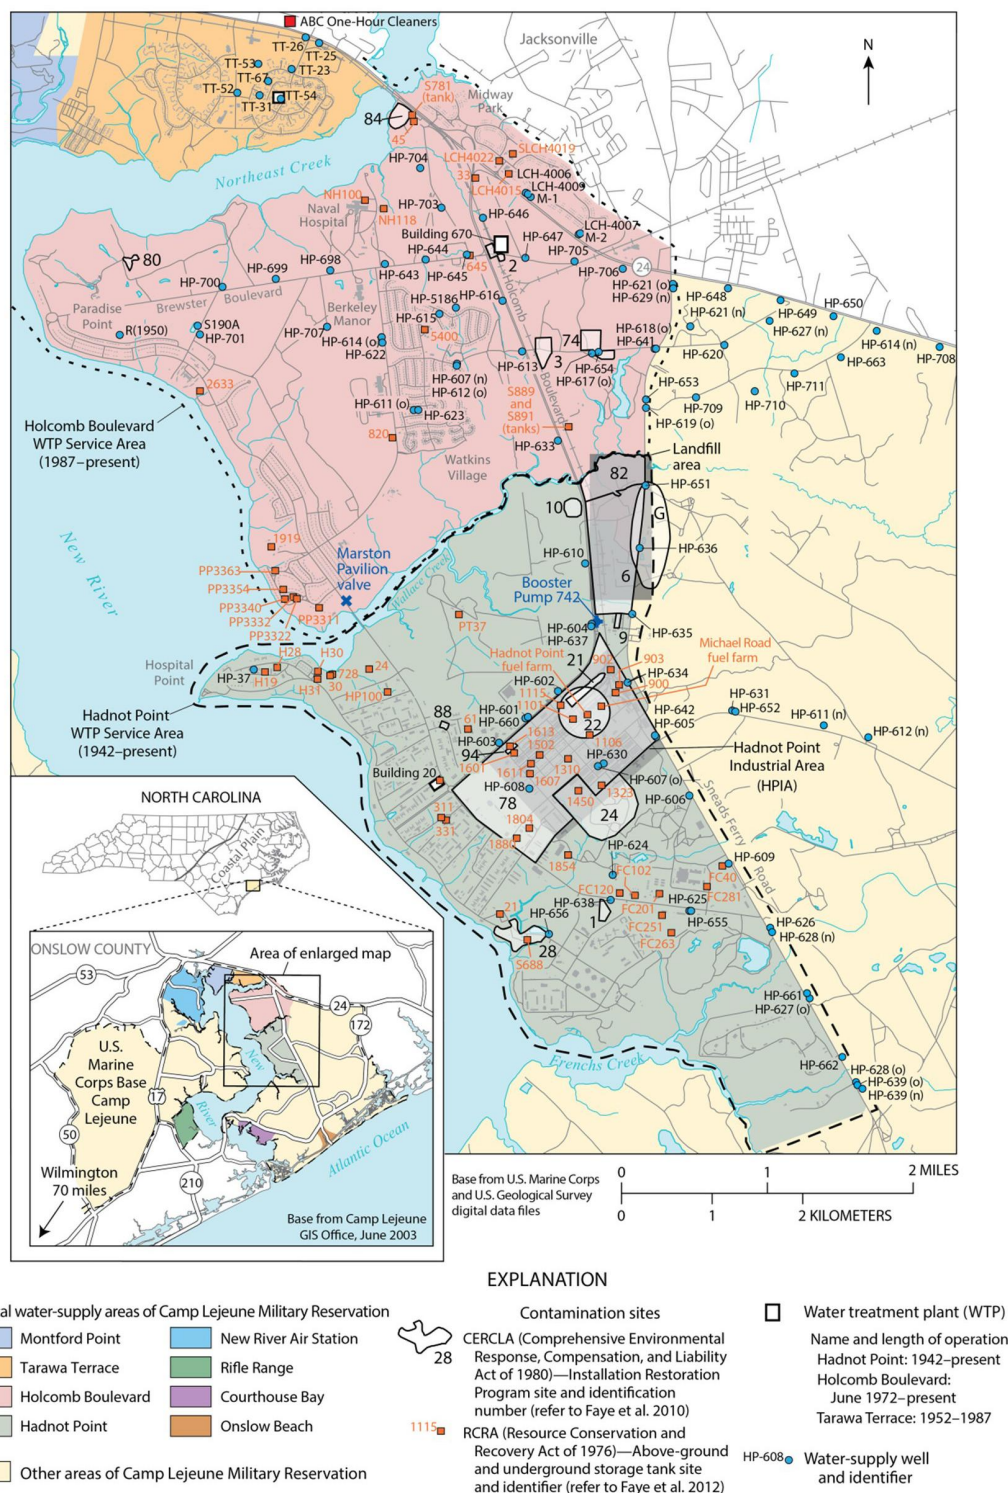 ABC One-Hour Cleaners
Jacksonville
N
TT-26
TT-25
TT-53
TT-23
TT-67
TT-52
TT-54
TT-31
S781
(tank)
Midway
Park
84
45
Northeast Creek
HP-704
LCH4022
SLCH4019
33
LCH-4006
LCH4015
LCH-4009
M-1
NH100
Naval
Hospital
NH118
HP-703
HP-646
Building 670
HP-647
LCH-4007
M-2
HP-705
HP-644
645
2
24
80
HP-698
HP-699
HP-700
HP-643
HP-645
HP-706
HP-621 (o)
HP-629 (n)
HP-648
HP-650
Holcomb
Boulevard
Brewster
Boulevard
Paradise
Point
Berkeley
Manor
HP-5186
HP-616
HP-615
S400
HP-621 (n)
HP-649
HP-627 (n)
R(1950)
S190A
HP-701
HP-707
HP-614 (o)
HP-622
74
HP-618 (o)
HP-641
HP-620
HP-614 (n)
HP-663
HP-708
HP-613
3
HP-654
HP-617 (o)
HP-607 (n)
HP-612 (o)
HP-711
HP-653
HP-710
HP-709
HP-619 (o)
2633
HP-611 (o)
HP-623
S889
and
S891
(tanks)
820
HP-633
Holcomb Boulevard
WTP Service Area
(1987–present)
Watkins
Village
Landfill
area
82
HP-651
10
G
New River
1919
Marston
Pavilion
valve
HP-610
HP-636
PP3363
PP3354
PP3340
PP3332
PP3322
PP3311
Wallace Creek
Booster
Pump 742
6
PT37
HP-604
HP-637
9
HP-635
Hadnot Point
fuel farm
21
902
903
Michael Road
fuel farm
900
HP-634
Hospital
Point
H28
H30
HP-37
H19
H31
30
728
24
HP100
HP-602
1115
1101
22
HP-631
HP-652
Hadnot Point
WTP Service Area
(1942–present)
88
61
HP-601
HP-660
HP-642
HP-605
HP-611 (n)
HP-612 (n)
HP-603
94
1613
1502
1601
1106
HP-630
Hadnot Point
Industrial Area
(HPIA)
Building 20
1611
1607
1310
HP-608
78
1450
1323
HP-607 (o)
HP-606
24
Sneads Ferry Road
311
331
1804
1880
1854
HP-624
HP-609
FC102
FC40
FC120
FC281
HP-638
FC201
HP-625
21
HP-656
1
FC251
HP-655
HP-626
HP-628 (n)
28
S688
FC263
HP-661
HP-627 (o)
HP-662
HP-628 (o)
HP-639 (o)
HP-639 (n)
Frenchs Creek
NORTH CAROLINA
Coastal Plain
ONSLOW COUNTY
Area of enlarged map
53
24
172
U.S.
Marine
Corps Base
Camp
Lejeune
New
River
17
50
210
Wilmington
70 miles
Atlantic Ocean
Base from Camp Lejeune
GIS Office, June 2003
Base from U.S. Marine Corps
and U.S. Geological Survey
digital data files
0 1 2 MILES
0 1 2 KILOMETERS
EXPLANATION
al water-supply areas of Camp Lejeune Military Reservation
Montford Point
Tarawa Terrace
Holcomb Boulevard
Hadnot Point
New River Air Station
Rifle Range
Courthouse Bay
Onslow Beach
Other areas of Camp Lejeune Military Reservation
Contamination sites
28
CERCLA (Comprehensive Environmental
Response, Compensation, and Liability
Act of 1980)—Installation Restoration
Program site and identification
number (refer to Faye et al. 2010)
1115
RCRA (Resource Conservation and
Recovery Act of 1976)—Above-ground
and underground storage tank site
and identifier (refer to Faye et al. 2012)
Water treatment plant (WTP)
Name and length of operation
Hadnot Point: 1942–present
Holcomb Boulevard:
June 1972–present
Tarawa Terrace: 1952–1987
HP-608
Water-supply well
and identifier